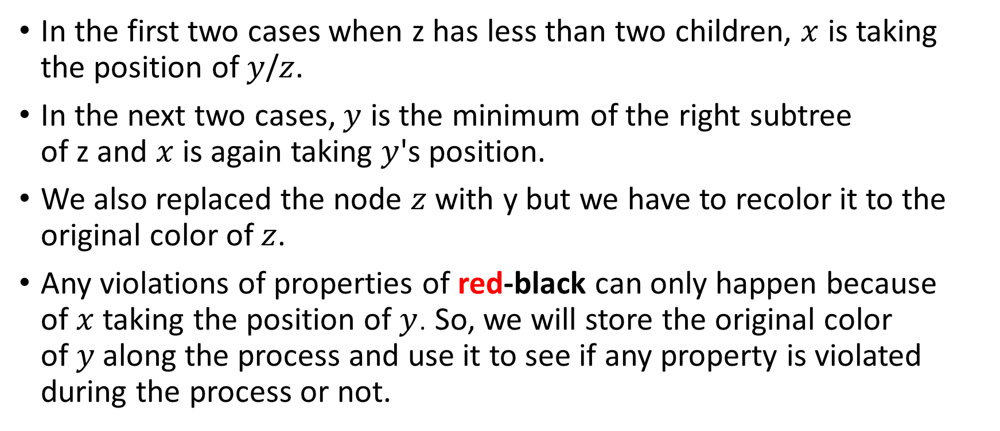 • In the first two cases when z has less than two children, x is taking
the position of y/z.
• In the next two cases, y is the minimum of the right subtree
of z and x is again taking y's position.
• We also replaced the node z with y but we have to recolor it to the
original color of z.
• Any violations of properties of red-black can only happen because
of x taking the position of y. So, we will store the original color
of y along the process and use it to see if any property is violated
during the process or not.